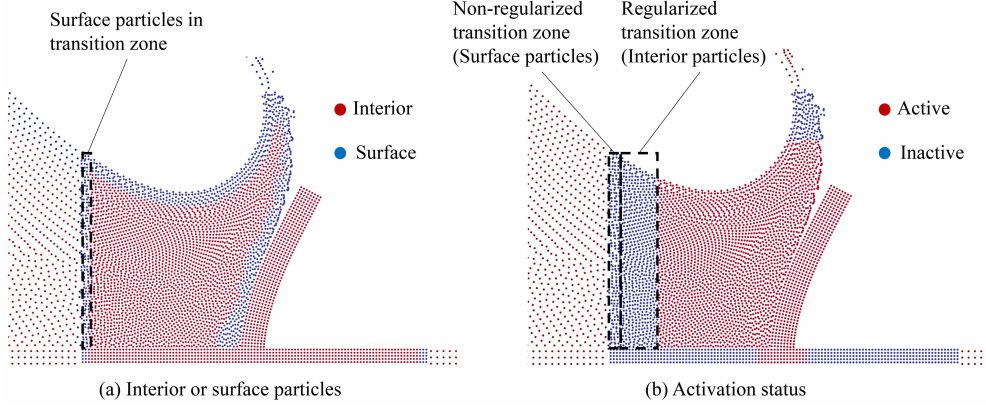 Surface particles in
transition zone
Interior
Surface
(a) Interior or surface particles
Non-regularized
transition zone
(Surface particles)
Regularized
transition zone
(Interior particles)
Active
Inactive
(b) Activation status